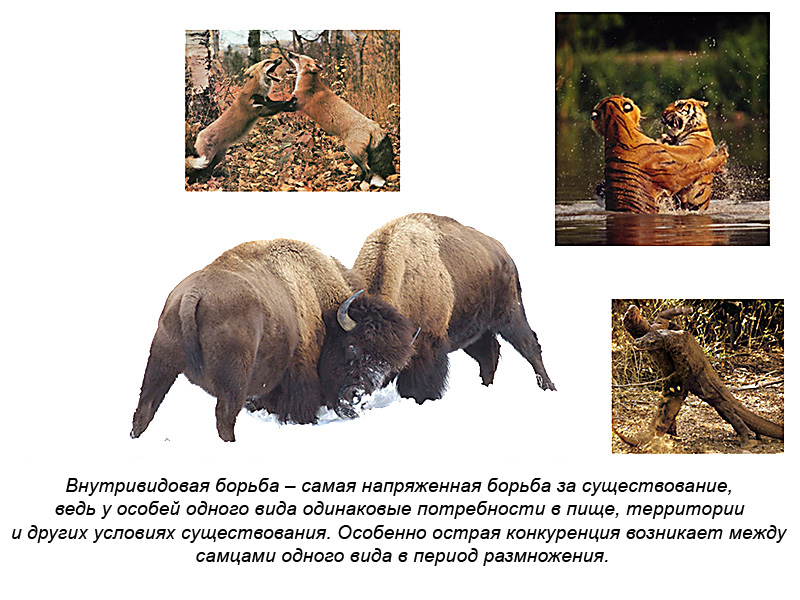 Внутривидовая борьба – самая напряженная борьба за существование,
ведь у особей одного вида одинаковые потребности в пище, территории
и других условиях существования. Особенно острая конкуренция возникает между
самцами одного вида в период размножения.